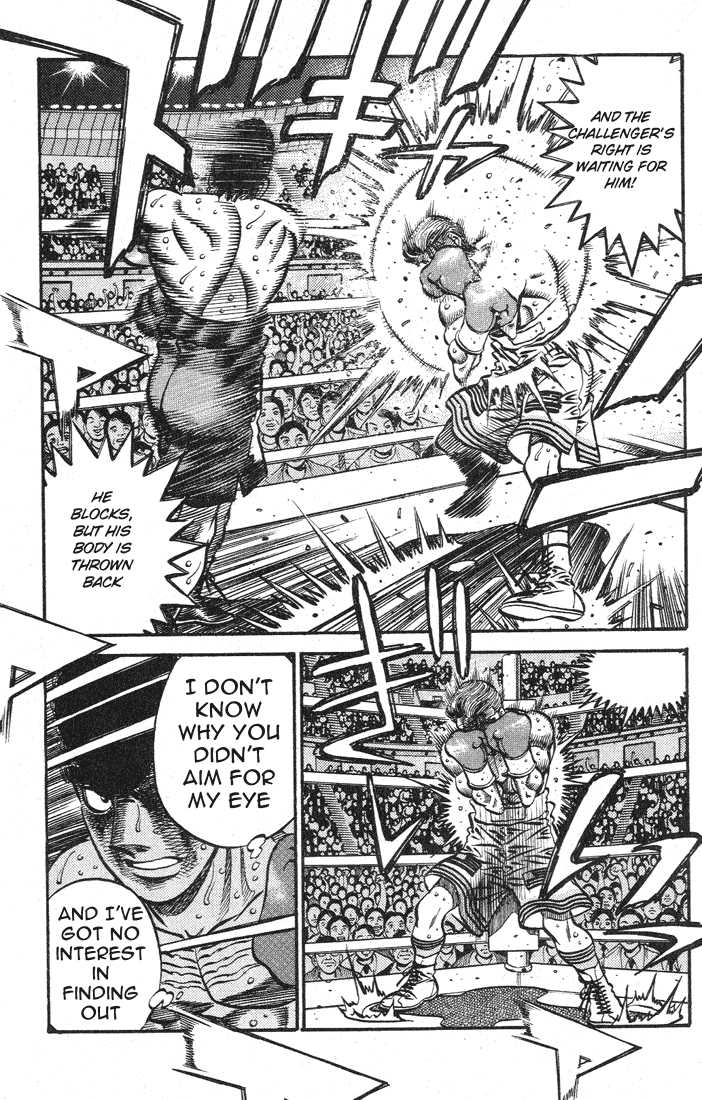 AND THE
CHALLENGER'S
RIGHT IS
WAITING FOR
HIM!
HE
BLOCKS,
BUT HIS
BODY IS
THROWN
BACK
I DON'T
KNOW
WHY YOU
DIDN'T
AIM FOR
MY EYE
AND I'VE
GOT NO
INTEREST
IN
FINDING
OUT